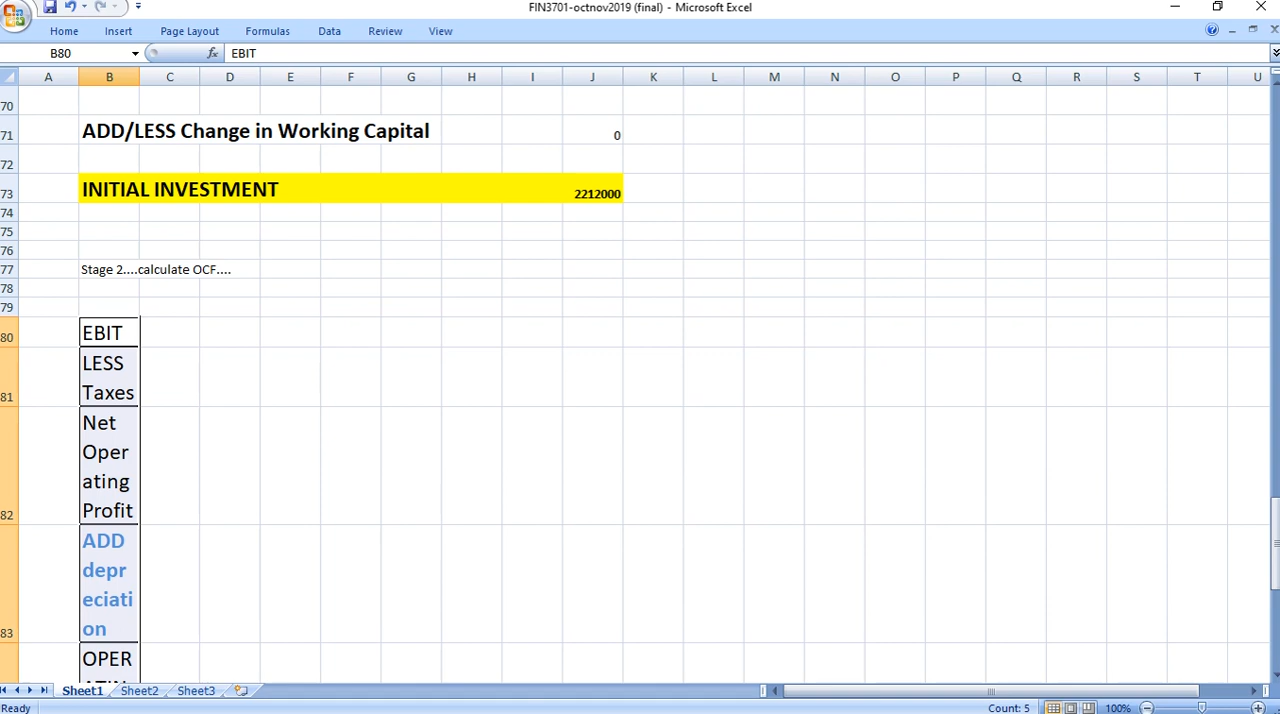 FIN3701-octnov2019 (final) - Microsoft Excel
Home Insert Page Layout Formulas Data Review View
B80 fx EBIT
A B C D E F G H I J K L M N O P Q R S T U
70
71 ADD/LESS Change in Working Capital 0
72
73 INITIAL INVESTMENT 2212000
74
75
76
77 Stage 2....calculate OCF....
78
79
80 EBIT
LESS
81 Taxes
Net
Oper
ating
82 Profit
ADD
depr
eciati
83 on
OPER
Sheet1 Sheet2 Sheet3
Ready Count: 5 100%